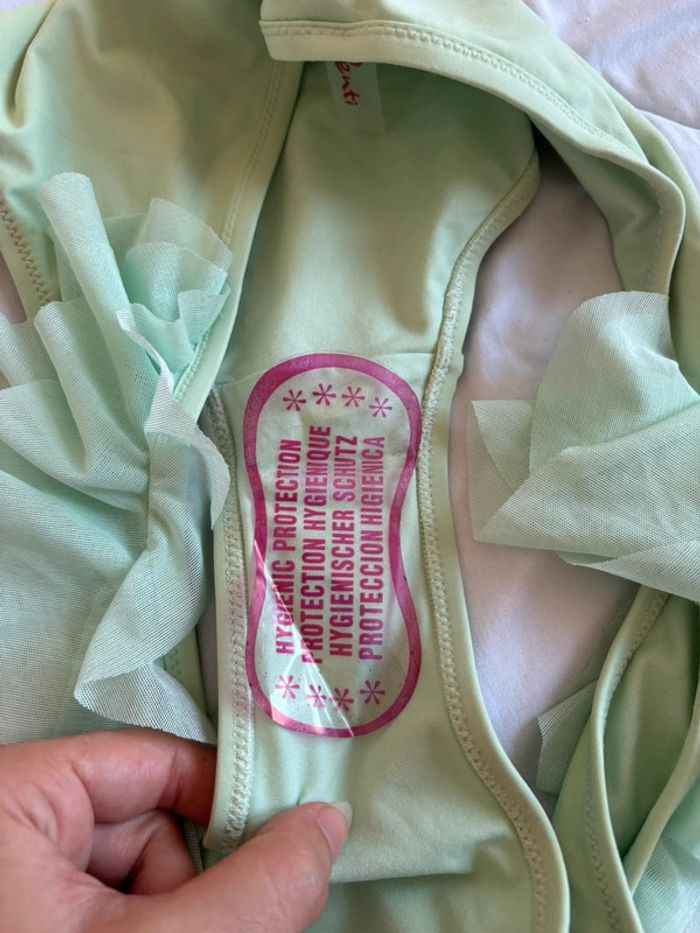 HYGIENIC PROTECTION
PROTECTION HYGIENIQUE
HYGIENISCHER SCHUTZ
PROTECCION HIGIENICA